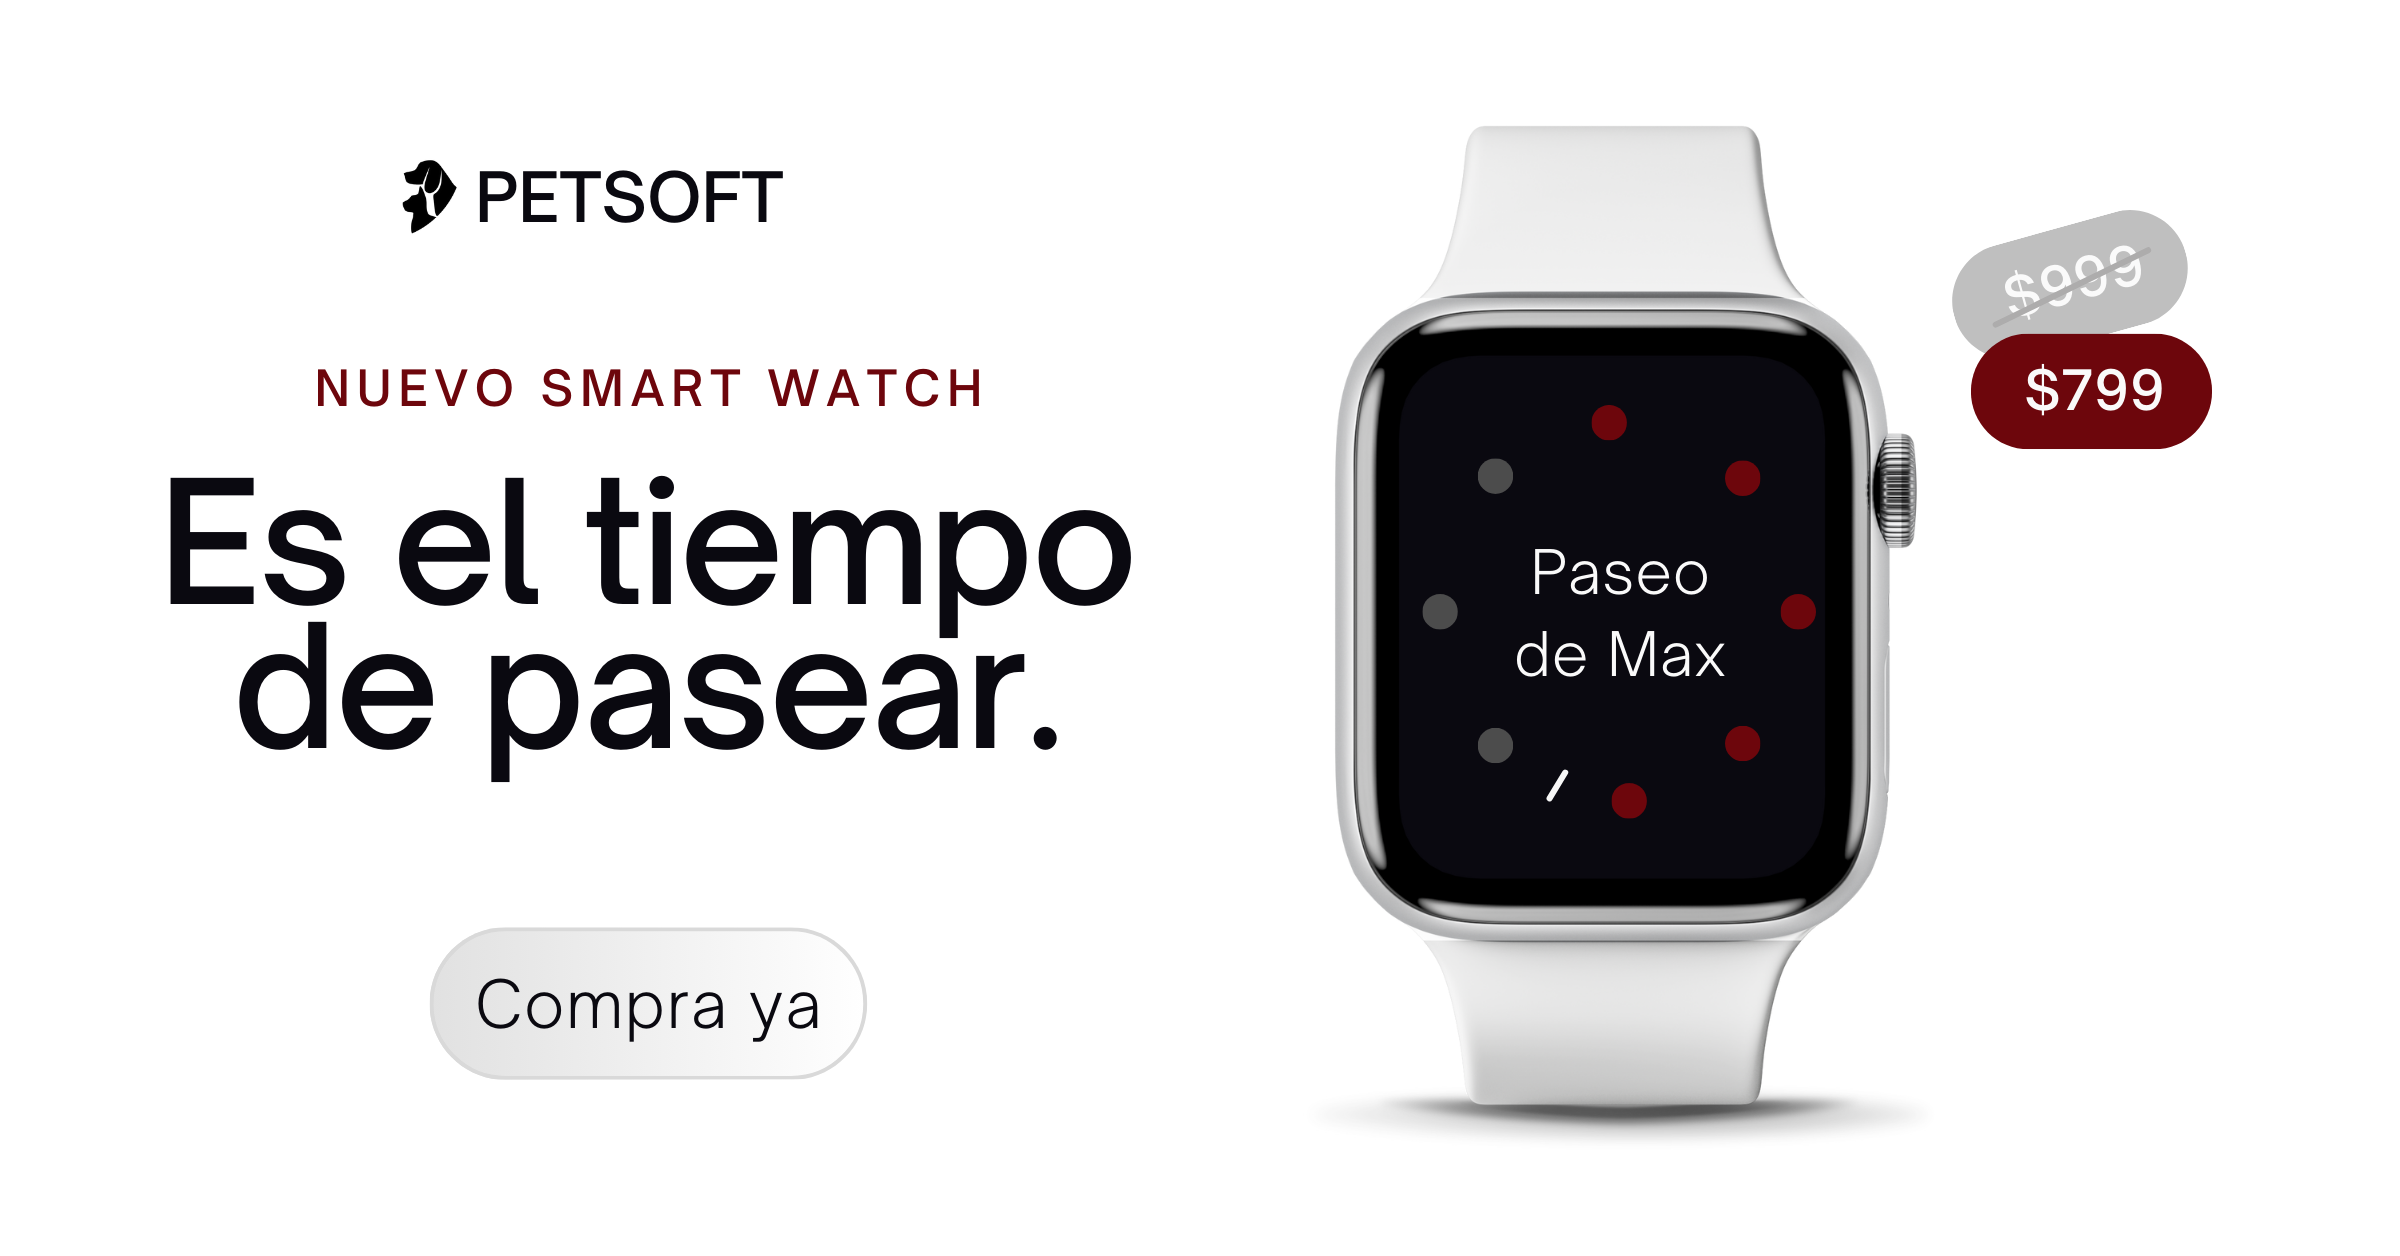 PETSOFT
NUEVO SMART WATCH
Es el tiempo
de pasear.
Compra ya
Paseo
de Max
$999
$799